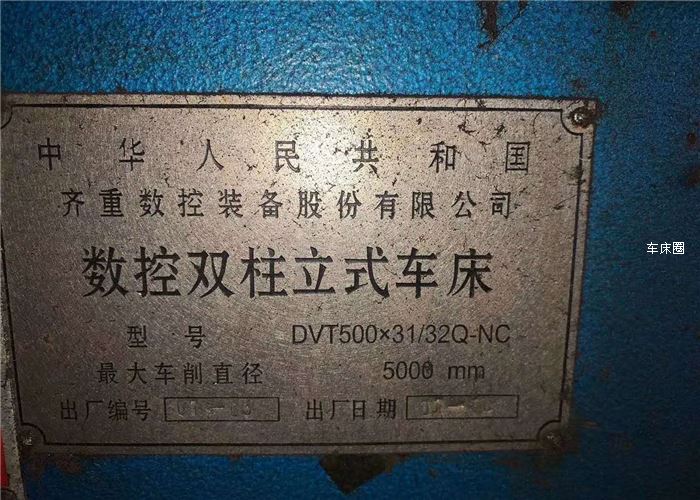 中华人民共和国
齐重数控装备股份有限公司
数控双柱立式车床
型号 DVT500×31/32Q-NC
最大车削直径 5000 mm
出厂编号 出厂日期
车床圈